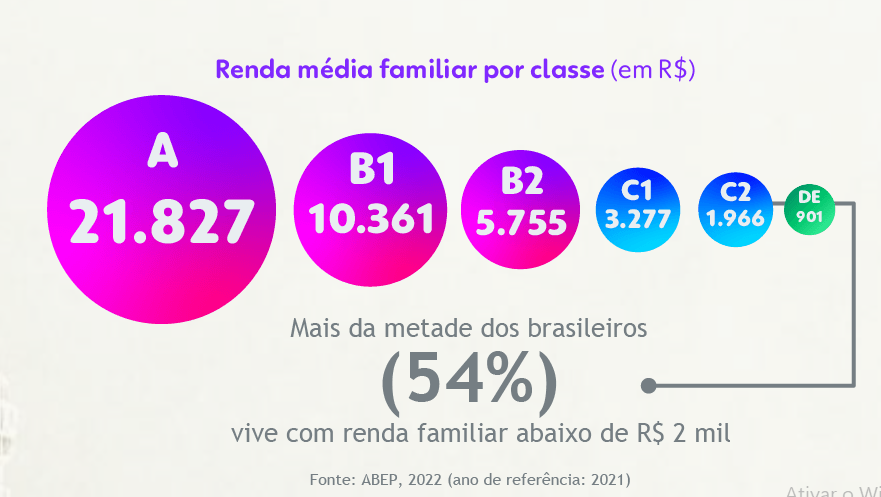 Renda média familiar por classe (em R$)
A
21.827
B1
10.361
B2
5.755
C1
3.277
C2
1.966
DE
901
Mais da metade dos brasileiros
(54%)
vive com renda familiar abaixo de R$ 2 mil
Fonte: ABEP, 2022 (ano de referência: 2021)
Ativar o